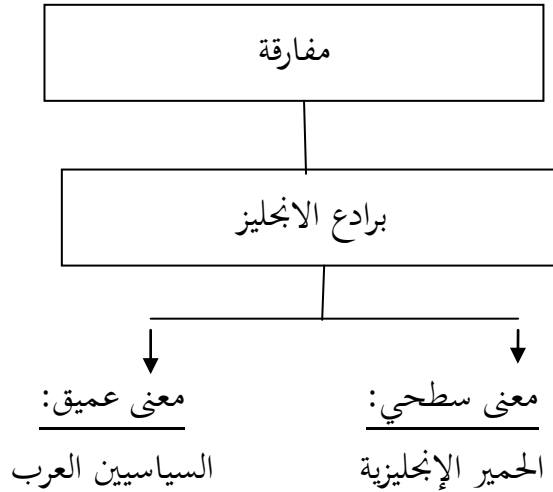 مفارقة
برادع الانجليز
معنى سطحي:
الحمير الإنجليزية
معنى عميق:
السياسيين العرب